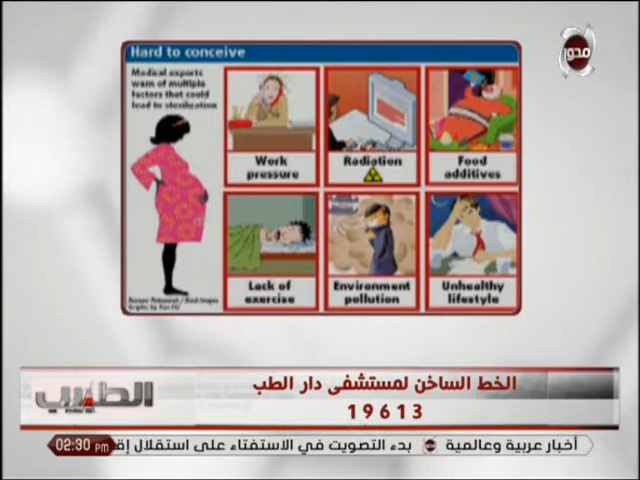 محور
Hard to conceive
Medical experts
warn of multiple
factors that could
lead to sterilization
Work
pressure
Radiation
Food
additives
Lack of
exercise
Environment
pollution
Unhealthy
lifestyle
الطبيب
الخط الساخن لمستشفى دار الطب
19613
02:30 PM
أخبار عربية وعالمية
بدء التصويت في الاستفتاء على استقلال إق